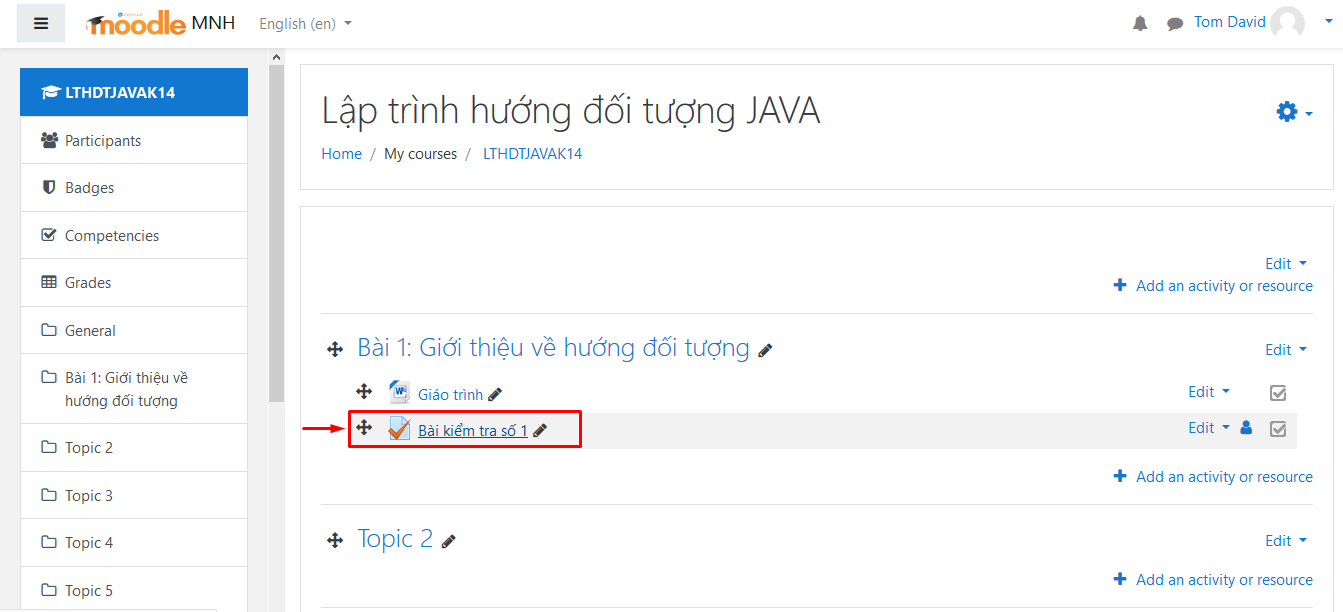 moodle MNH English (en)
Tom David
LTHDTJAVAK14
Participants
Badges
Competencies
Grades
General
Bài 1: Giới thiệu về
hướng đối tượng
Topic 2
Topic 3
Topic 4
Topic 5
Lập trình hướng đối tượng JAVA
Home / My courses / LTHDTJAVAK14
Edit
Add an activity or resource
Bài 1: Giới thiệu về hướng đối tượng
Edit
Giáo trình
Edit
Bài kiểm tra số 1
Edit
Add an activity or resource
Topic 2
Edit
Add an activity or resource